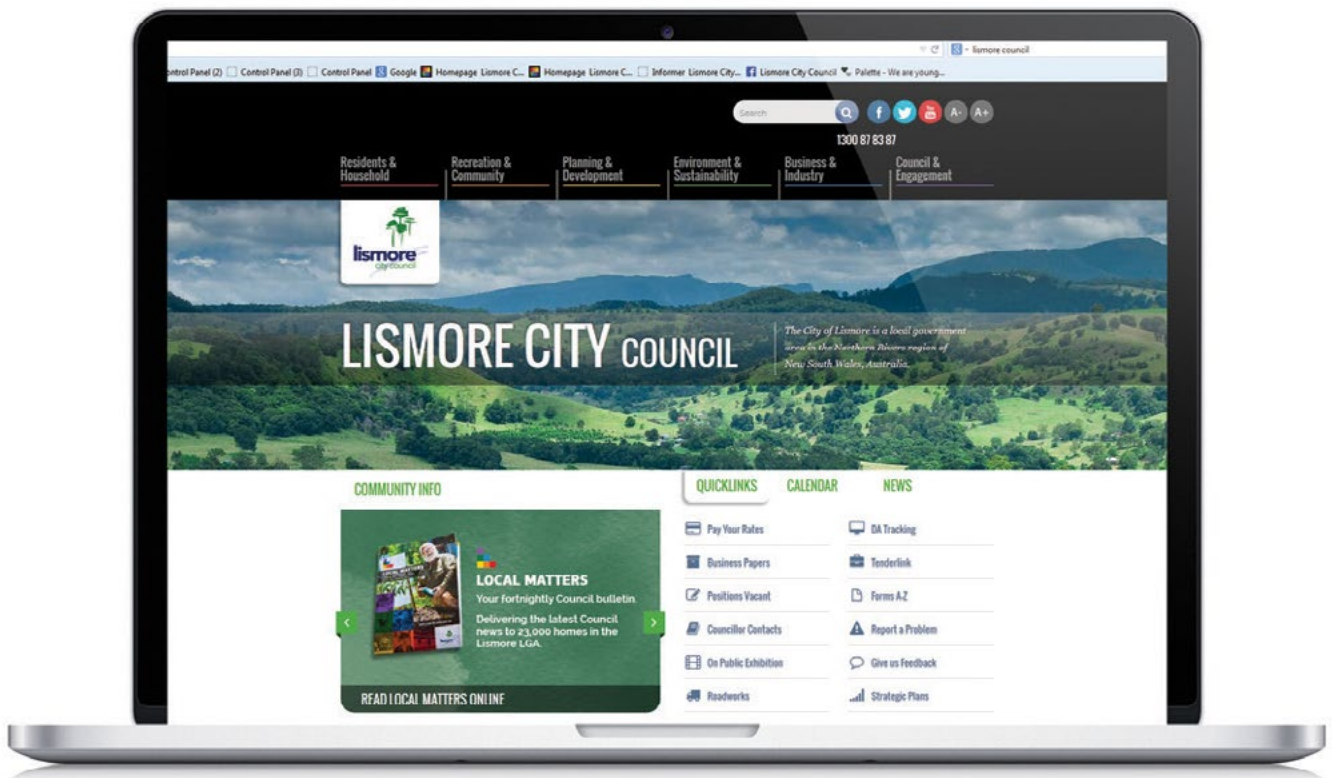 lismore council
ontrol Panel (2) Control Panel (3) Control Panel Google Homepage Lismore C... Homepage Lismore C... Informer Lismore City... Lismore City Council Palette - We are young...
Search
A- A+
1300 87 83 87
Residents &
Household
Recreation &
Community
Planning &
Development
Environment &
Sustainability
Business &
Industry
Council &
Engagement
lismore
city council
LISMORE CITY COUNCIL
The City of Lismore is a local government
area in the Northern Rivers region of
New South Wales, Australia.
COMMUNITY INFO
QUICKLINKS CALENDAR NEWS
LOCAL MATTERS
LOCAL MATTERS
Your fortnightly Council bulletin.
Delivering the latest Council
news to 23,000 homes in the
Lismore LGA.
READ LOCAL MATTERS ONLINE
Pay Your Rates
DA Tracking
Business Papers
Tenderlink
Positions Vacant
Forms A-Z
Councillor Contacts
Report a Problem
On Public Exhibition
Give us Feedback
Roadworks
Strategic Plans